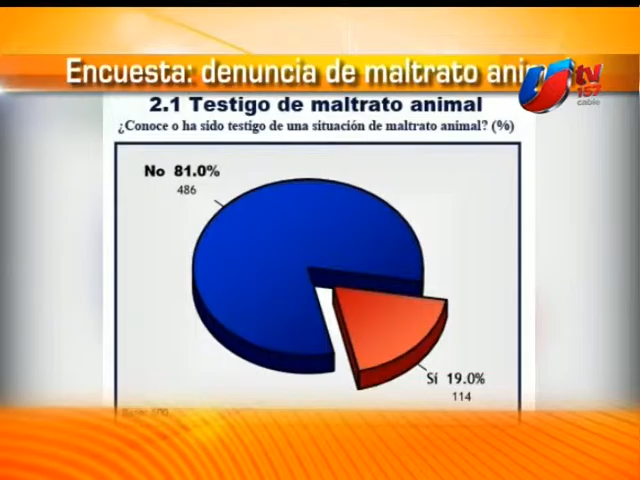 Encuesta: denuncia de maltrato ani
tv
157
cable
2.1 Testigo de maltrato animal
¿Conoce o ha sido testigo de una situación de maltrato animal? (%)
No 81.0%
486
Sí 19.0%
114